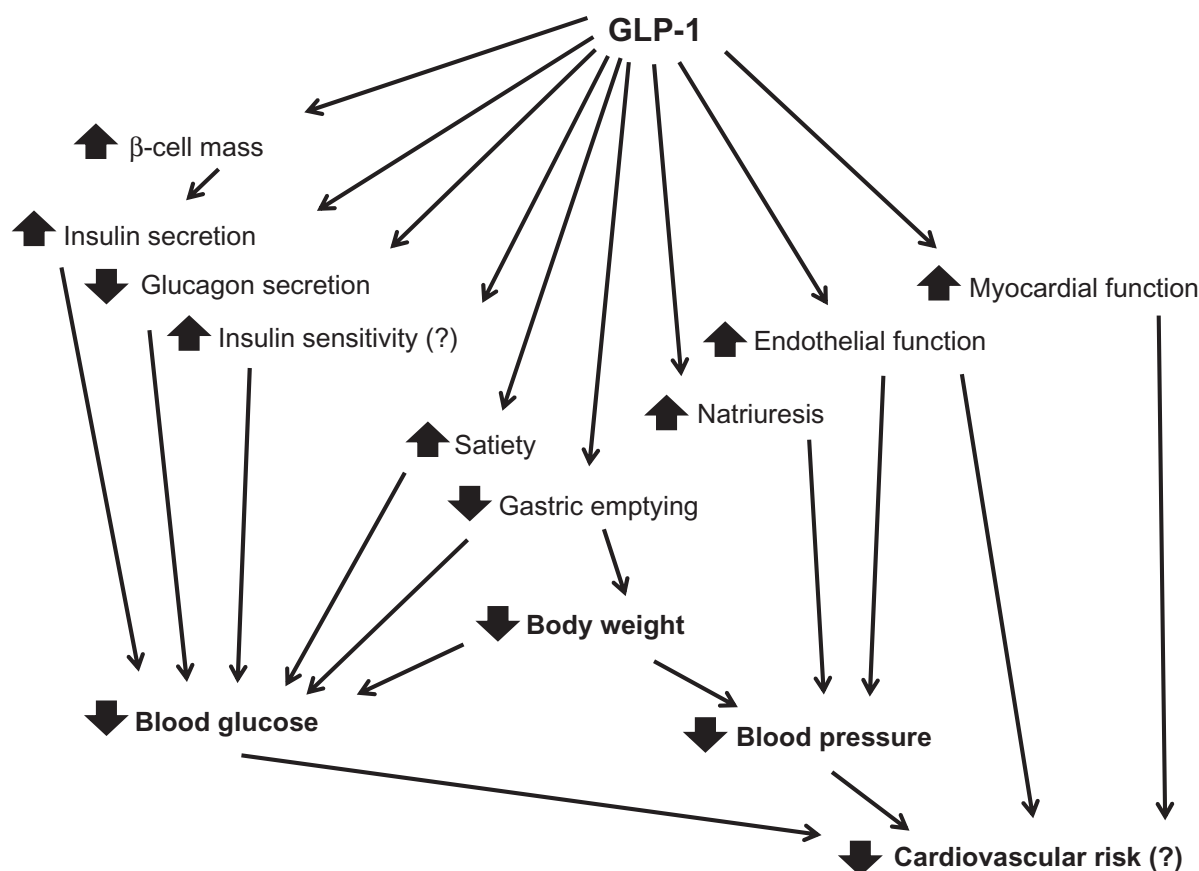 GLP-1
β-cell mass
Insulin secretion
Glucagon secretion
Myocardial function
Insulin sensitivity (?)
Endothelial function
Natriuresis
Satiety
Gastric emptying
Body weight
Blood glucose
Blood pressure
Cardiovascular risk (?)